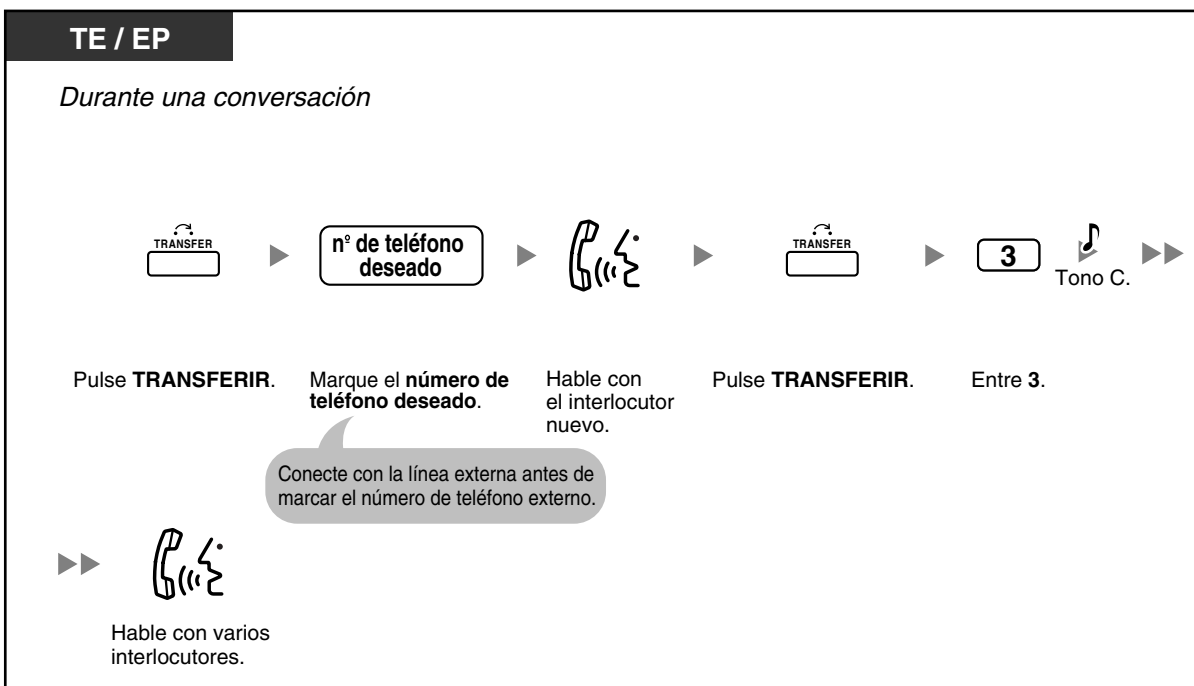 TE / EP
Durante una conversación
TRANSFER
nº de teléfono
deseado
TRANSFER
3
Tono C.
Pulse TRANSFERIR.
Marque el número de
teléfono deseado.
Hable con
el interlocutor
nuevo.
Pulse TRANSFERIR.
Entre 3.
Conecte con la línea externa antes de
marcar el número de teléfono externo.
Hable con varios
interlocutores.